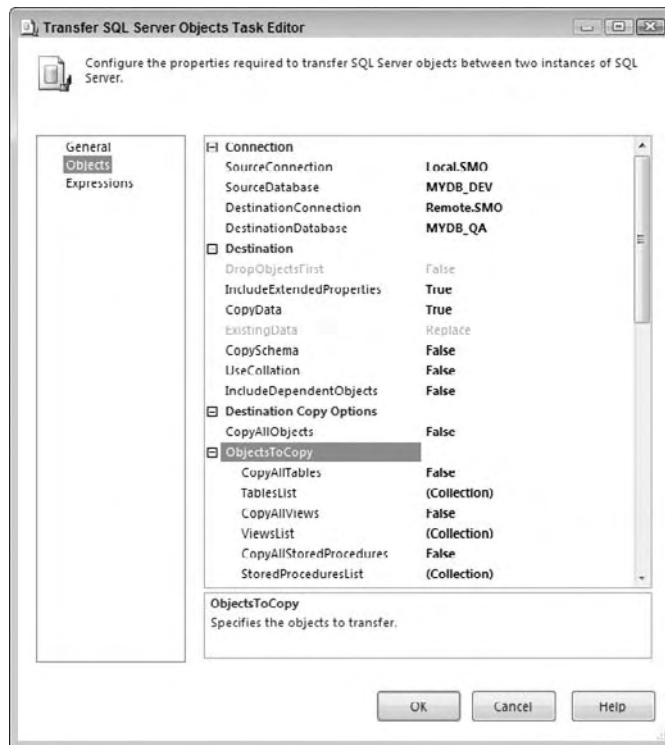 Transfer SQL Server Objects Task Editor
Configure the properties required to transfer SQL Server objects between two instances of SQL
Server.
General
Objects
Expressions
Connection
SourceConnection Local.SMO
SourceDatabase MYDB_DEV
DestinationConnection Remote.SMO
DestinationDatabase MYDB_QA
Destination
DropObjectsFirst False
IncludeExtendedProperties True
CopyData True
ExistingData Replace
CopySchema False
UseCollation False
IncludeDependentObjects False
Destination Copy Options
CopyAllObjects False
ObjectsToCopy
CopyAllTables False
TablesList (Collection)
CopyAllViews False
ViewsList (Collection)
CopyAllStoredProcedures False
StoredProceduresList (Collection)
ObjectsToCopy
Specifies the objects to transfer.
OK Cancel Help